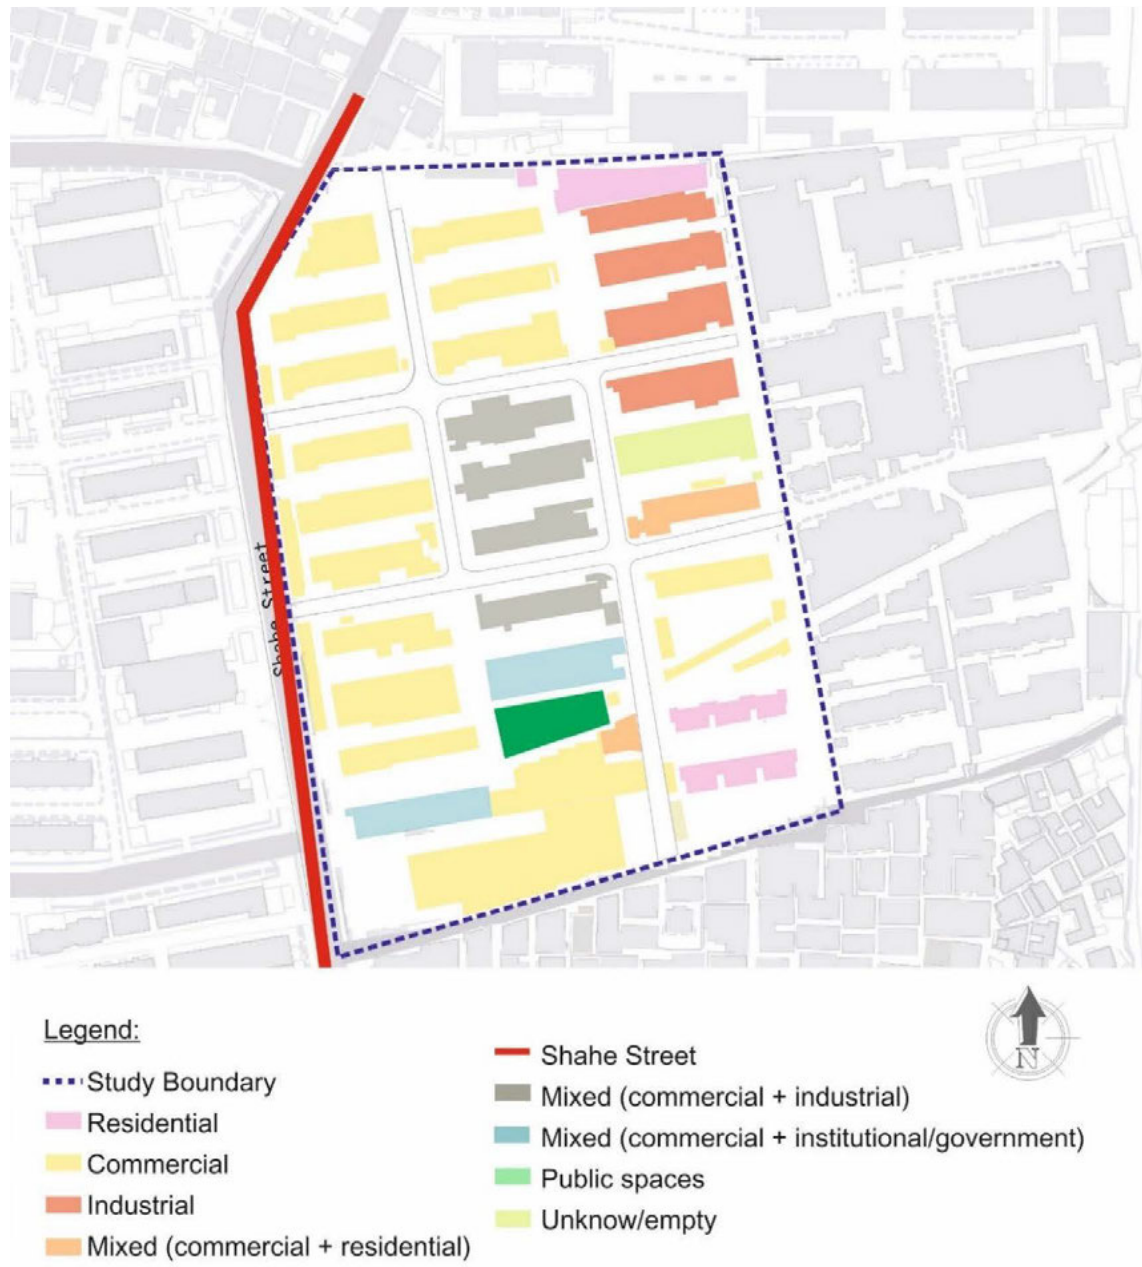 Shahe Street
Legend:
Study Boundary
Residential
Commercial
Industrial
Mixed (commercial + residential)
Shahe Street
Mixed (commercial + industrial)
Mixed (commercial + institutional/government)
Public spaces
Unknow/empty
N